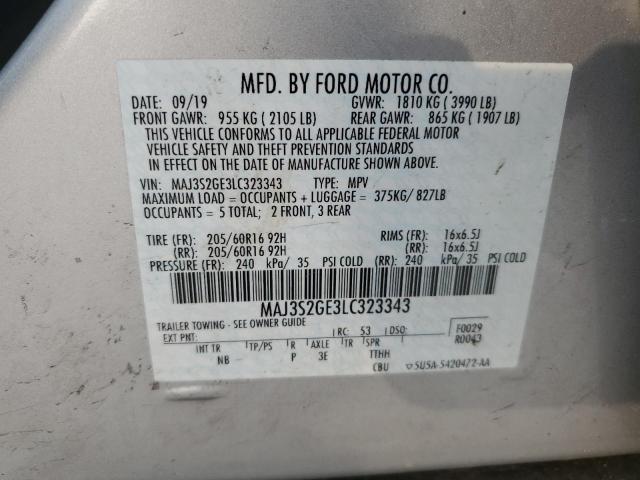 MFD. BY FORD MOTOR CO.
DATE: 09/19 GVWR: 1810 KG ( 3990 LB)
FRONT GAWR: 955 KG ( 2105 LB) REAR GAWR: 865 KG ( 1907 LB)
THIS VEHICLE CONFORMS TO ALL APPLICABLE FEDERAL MOTOR
VEHICLE SAFETY AND THEFT PREVENTION STANDARDS
IN EFFECT ON THE DATE OF MANUFACTURE SHOWN ABOVE.
VIN: MAJ3S2GE3LC323343 TYPE: MPV
MAXIMUM LOAD = OCCUPANTS + LUGGAGE = 375KG/ 827LB
OCCUPANTS = 5 TOTAL; 2 FRONT, 3 REAR
TIRE (FR): 205/60R16 92H RIMS (FR): 16x6.5J
(RR): 205/60R16 92H (RR): 16x6.5J
PRESSURE (FR): 240 kPa/ 35 PSI COLD (RR): 240 kPa/ 35 PSI COLD
MAJ3S2GE3LC323343
TRAILER TOWING - SEE OWNER GUIDE
EXT PNT: RC: 53 DSO: F0029
INT TR TP/PS R AXLE TR SPR R0043
NB P 3E TTHH
CBU 5U5A-5420472-AA